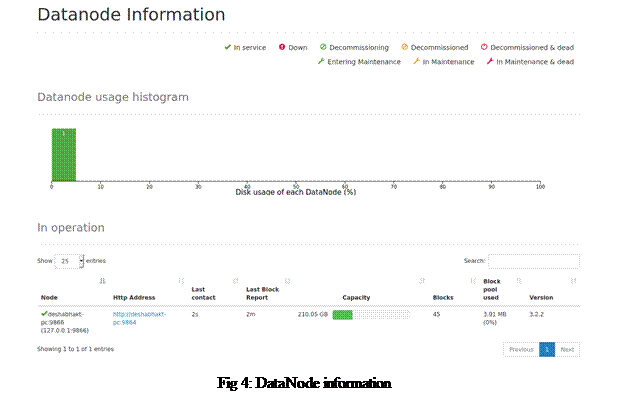 Datanode Information
In service Down Decommissioning Decommissioned Decommissioned & dead
Entering Maintenance In Maintenance In Maintenance & dead
Datanode usage histogram
1
0 10 20 30 40 50 60 70 80 90 100
Disk usage of each DataNode (%)
In operation
Show 25 entries Search:
Node Http Address Last contact Last Block Report Capacity Blocks Block pool used Version
deshabhakt-pc:9866 (127.0.0.1:9866) http://deshabhakt-pc:9864 2s 2m 210.05 GB 45 3.91 MB (0%) 3.2.2
Showing 1 to 1 of 1 entries Previous 1 Next
Fig 4: DataNode information